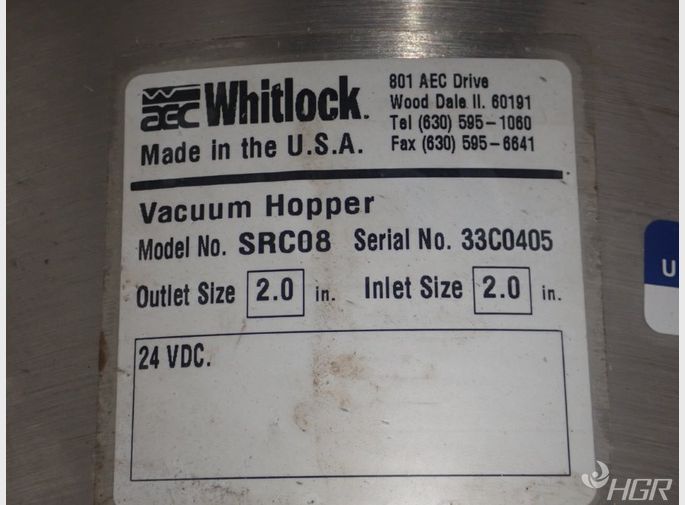 W AEC Whitlock.
801 AEC Drive
Wood Dale Il. 60191
Tel (630) 595-1060
Fax (630) 595-6641
Made in the U.S.A.
Vacuum Hopper
Model No. SRC08 Serial No. 33C0405
Outlet Size 2.0 in. Inlet Size 2.0 in.
24 VDC.
U
HGR